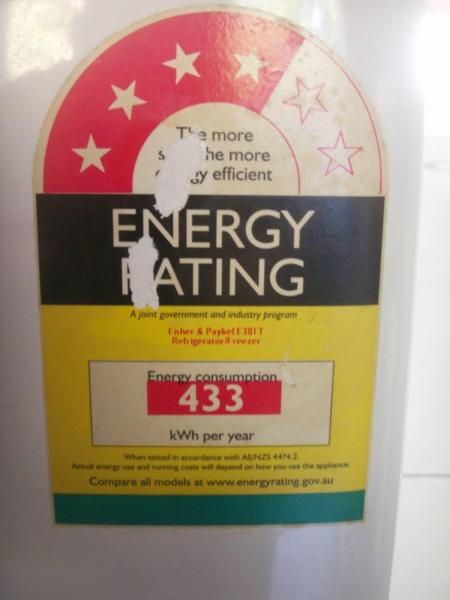 The more
the more
efficient
ENERGY
RATING
A joint government and industry program
Fisher & Paykel E381T
Refrigerator/Freezer
Energy consumption
433
kWh per year
When tested in accordance with AS/NZS 4474.2.
Actual energy use and running costs will depend on how you use the appliance.
Compare all models at www.energyrating.gov.au